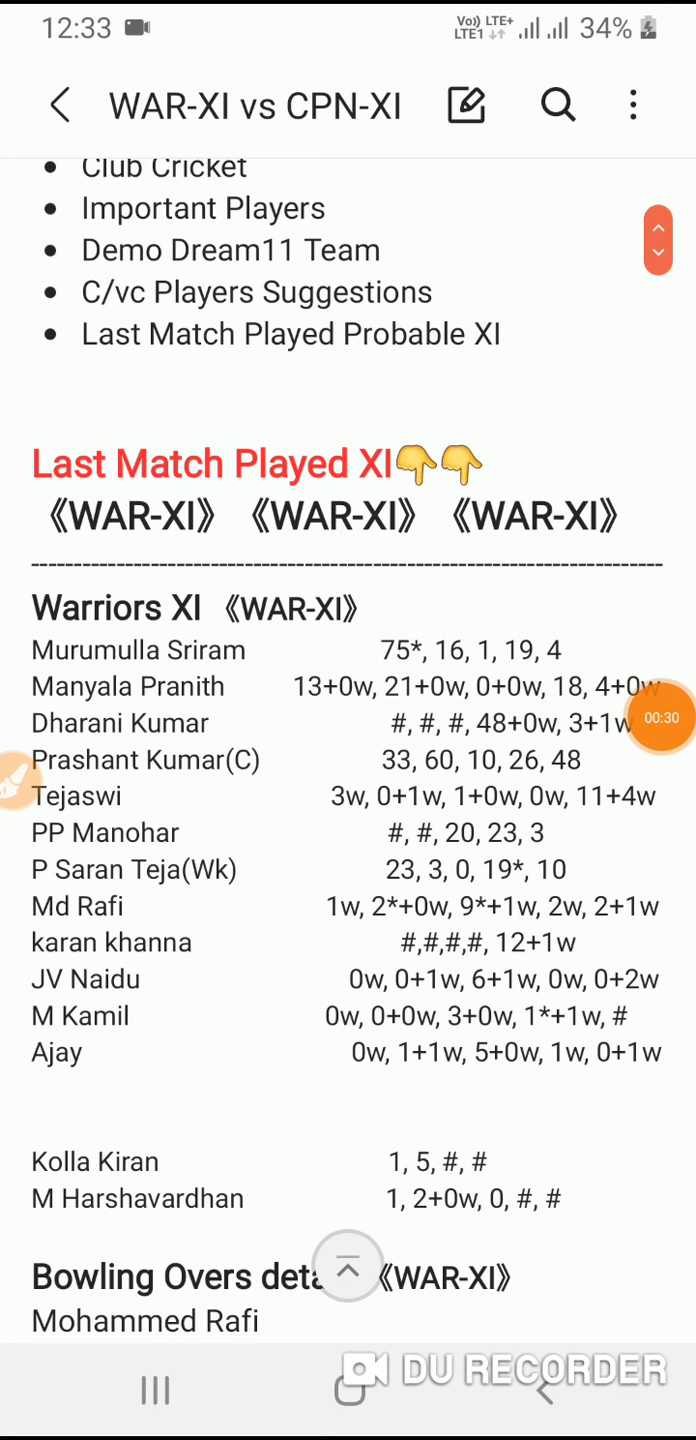 12:33 Vo)) LTE+ LTE1 34%
WAR-XI vs CPN-XI
Club Cricket
Important Players
Demo Dream11 Team
C/vc Players Suggestions
Last Match Played Probable XI
Last Match Played XI👇👇
《WAR-XI》 《WAR-XI》 《WAR-XI》
Warriors XI 《WAR-XI》
Murumulla Sriram 75*, 16, 1, 19, 4
Manyala Pranith 13+0w, 21+0w, 0+0w, 18, 4+0w
Dharani Kumar #, #, #, 48+0w, 3+1w
00:30
Prashant Kumar(C) 33, 60, 10, 26, 48
Tejaswi 3w, 0+1w, 1+0w, 0w, 11+4w
PP Manohar #, #, 20, 23, 3
P Saran Teja(Wk) 23, 3, 0, 19*, 10
Md Rafi 1w, 2*+0w, 9*+1w, 2w, 2+1w
karan khanna #,#,#,#, 12+1w
JV Naidu 0w, 0+1w, 6+1w, 0w, 0+2w
M Kamil 0w, 0+0w, 3+0w, 1*+1w, #
Ajay 0w, 1+1w, 5+0w, 1w, 0+1w
Kolla Kiran 1, 5, #, #
M Harshavardhan 1, 2+0w, 0, #, #
Bowling Overs 《WAR-XI》
Mohammed Rafi
DU RECORDER